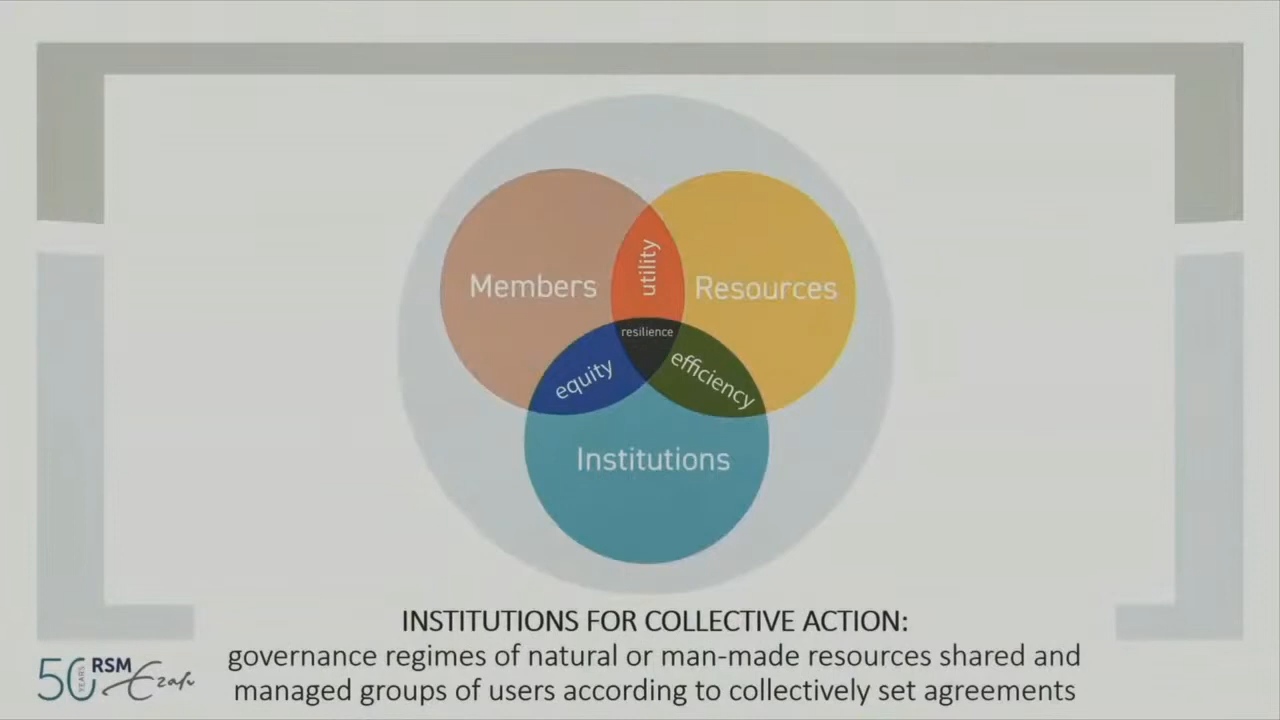 Members
utility
Resources
resilience
equity
efficiency
Institutions
INSTITUTIONS FOR COLLECTIVE ACTION:
governance regimes of natural or man-made resources shared and
managed groups of users according to collectively set agreements
50 YEARS RSM Erasmus